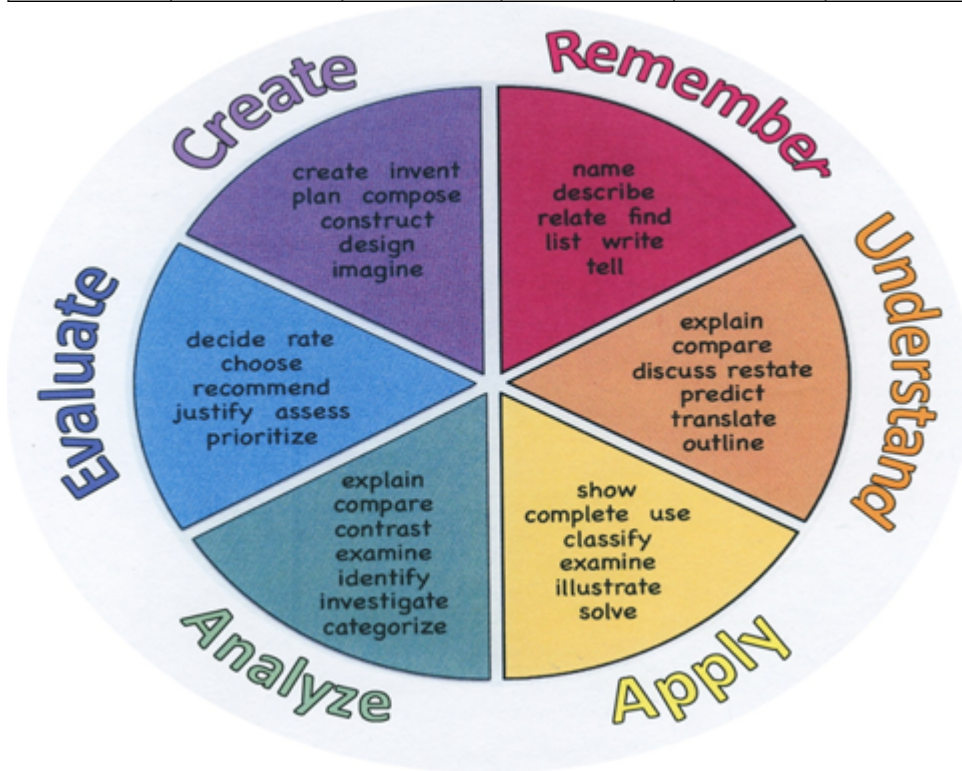 Remember
name
describe
relate find
list write
tell
Understand
explain
compare
discuss restate
predict
translate
outline
Apply
show
complete use
classify
examine
illustrate
solve
Analyze
explain
compare
contrast
examine
identify
investigate
categorize
Evaluate
decide rate
choose
recommend
justify assess
prioritize
Create
create invent
plan compose
construct
design
imagine